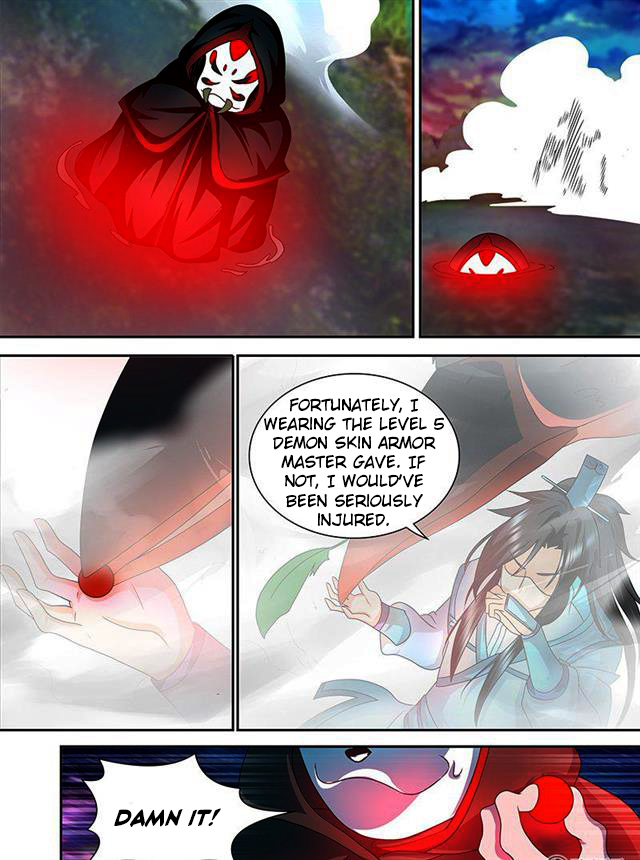 FORTUNATELY, I
WEARING THE LEVEL 5
DEMON SKIN ARMOR
MASTER GAVE. IF
NOT, I WOULD'VE
BEEN SERIOUSLY
INJURED.
DAMN IT!